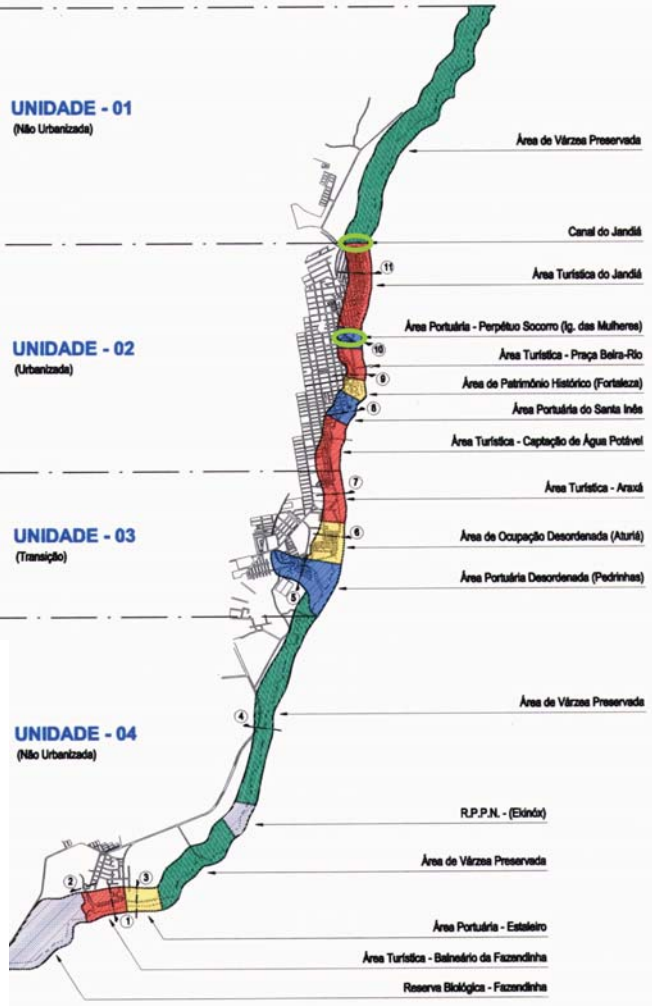 UNIDADE - 01
(Não Urbanizada)
Área de Várzea Preservada
Canal do Jandiá
11
Área Turística do Jandiá
Área Portuária - Perpétuo Socorro (Ig. das Mulheres)
10
UNIDADE - 02
(Urbanizada)
Área Turística - Praça Beira-Rio
9
Área de Patrimônio Histórico (Fortaleza)
8
Área Portuária do Santa Inês
Área Turística - Captação de Água Potável
7
Área Turística - Araxá
UNIDADE - 03
(Transição)
6
Área de Ocupação Desordenada (Aturiá)
Área Portuária Desordenada (Pedrinhas)
5
Área de Várzea Preservada
4
UNIDADE - 04
(Não Urbanizada)
R.P.P.N. - (Ekinóx)
Área de Várzea Preservada
2
3
1
Área Portuária - Estaleiro
Área Turística - Balneário da Fazendinha
Reserva Biológica - Fazendinha